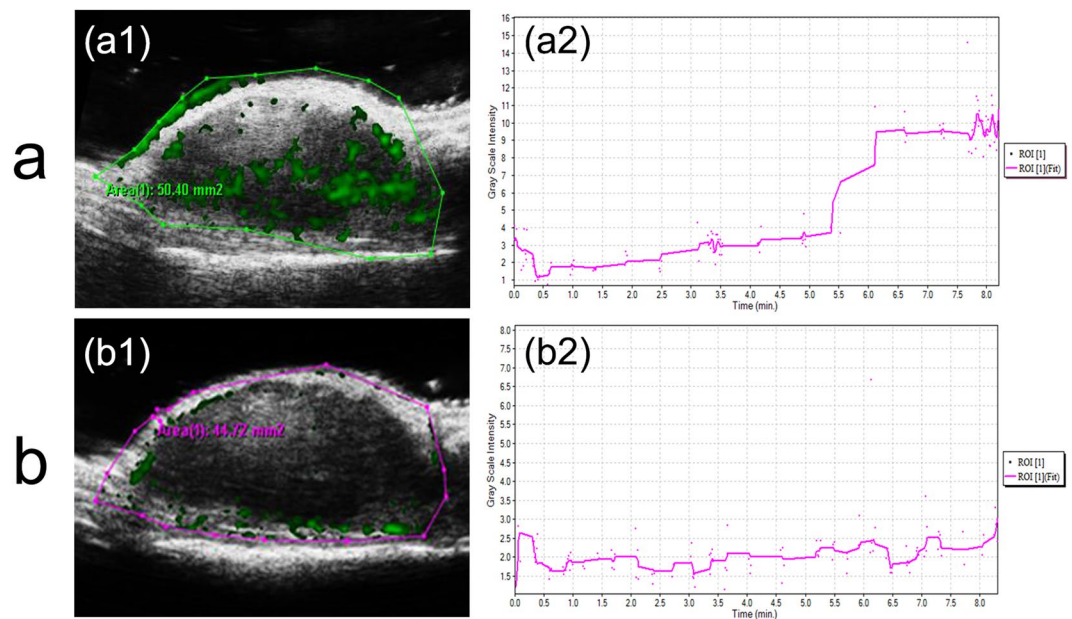 a
(a1)
Area(1): 50.40 mm2
(a2)
Gray Scale Intensity
16
15
14
13
12
11
10
9
8
7
6
5
4
3
2
1
0.0 0.5 1.0 1.5 2.0 2.5 3.0 3.5 4.0 4.5 5.0 5.5 6.0 6.5 7.0 7.5 8.0
Time (min.)
ROI [1]
ROI [1](Fit)
b
(b1)
Area(1): 44.72 mm2
(b2)
Gray Scale Intensity
8.0
7.5
7.0
6.5
6.0
5.5
5.0
4.5
4.0
3.5
3.0
2.5
2.0
1.5
0.0 0.5 1.0 1.5 2.0 2.5 3.0 3.5 4.0 4.5 5.0 5.5 6.0 6.5 7.0 7.5 8.0
Time (min.)
ROI [1]
ROI [1](Fit)